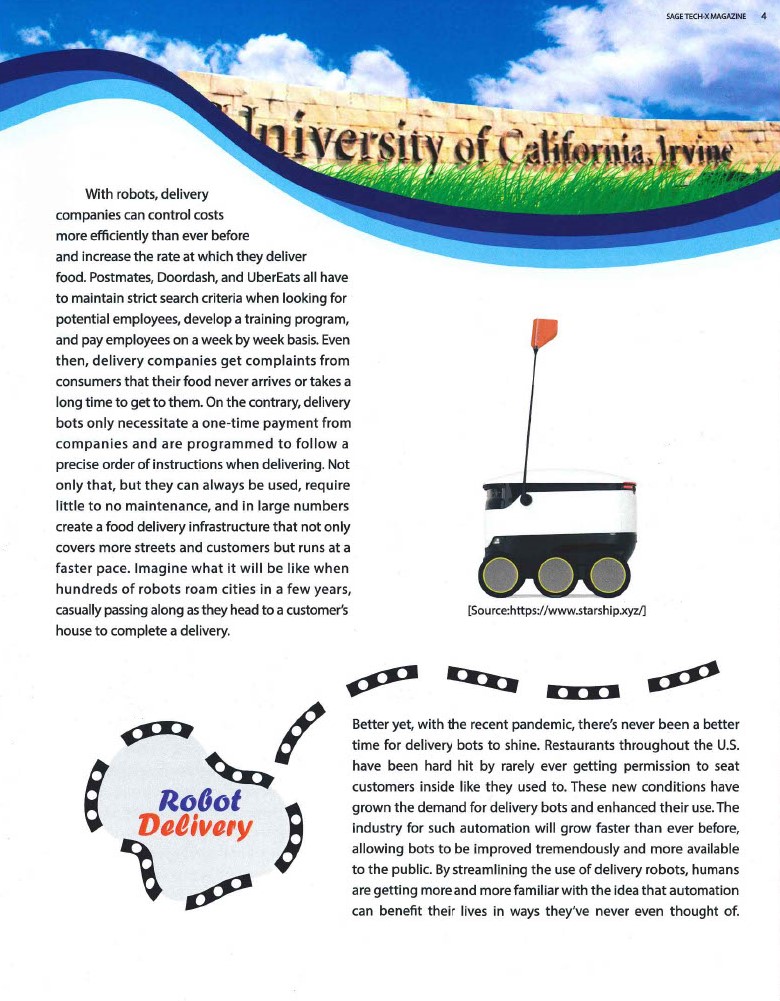 SAGE TECH-X MAGAZINE 4
University of California, Irvine
With robots, delivery
companies can control costs
more efficiently than ever before
and increase the rate at which they deliver
food. Postmates, Doordash, and UberEats all have
to maintain strict search criteria when looking for
potential employees, develop a training program,
and pay employees on a week by week basis. Even
then, delivery companies get complaints from
consumers that their food never arrives or takes a
long time to get to them. On the contrary, delivery
bots only necessitate a one-time payment from
companies and are programmed to follow a
precise order of instructions when delivering. Not
only that, but they can always be used, require
little to no maintenance, and in large numbers
create a food delivery infrastructure that not only
covers more streets and customers but runs at a
faster pace. Imagine what it will be like when
hundreds of robots roam cities in a few years,
casually passing along as they head to a customer's
house to complete a delivery.
[Source:https://www.starship.xyz/]
Robot
Delivery
Better yet, with the recent pandemic, there's never been a better
time for delivery bots to shine. Restaurants throughout the U.S.
have been hard hit by rarely ever getting permission to seat
customers inside like they used to. These new conditions have
grown the demand for delivery bots and enhanced their use. The
industry for such automation will grow faster than ever before,
allowing bots to be improved tremendously and more available
to the public. By streamlining the use of delivery robots, humans
are getting more and more familiar with the idea that automation
can benefit their lives in ways they've never even thought of.